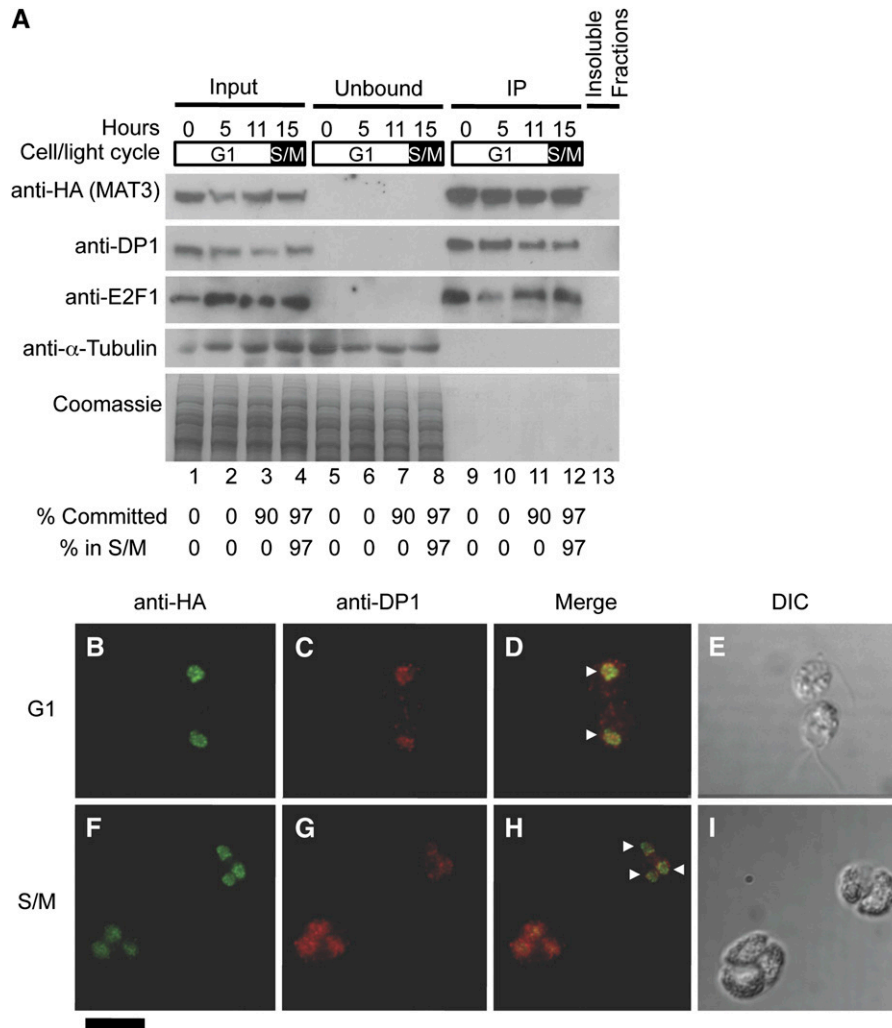 A
Input Unbound IP Insoluble Fractions
Hours 0 5 11 15 0 5 11 15 0 5 11 15
Cell/light cycle G1 S/M G1 S/M G1 S/M
anti-HA (MAT3)
anti-DP1
anti-E2F1
anti-α-Tubulin
Coomassie
1 2 3 4 5 6 7 8 9 10 11 12 13
% Committed 0 0 90 97 0 0 90 97 0 0 90 97
% in S/M 0 0 0 97 0 0 0 97 0 0 0 97
anti-HA anti-DP1 Merge DIC
G1 B C D E
S/M F G H I